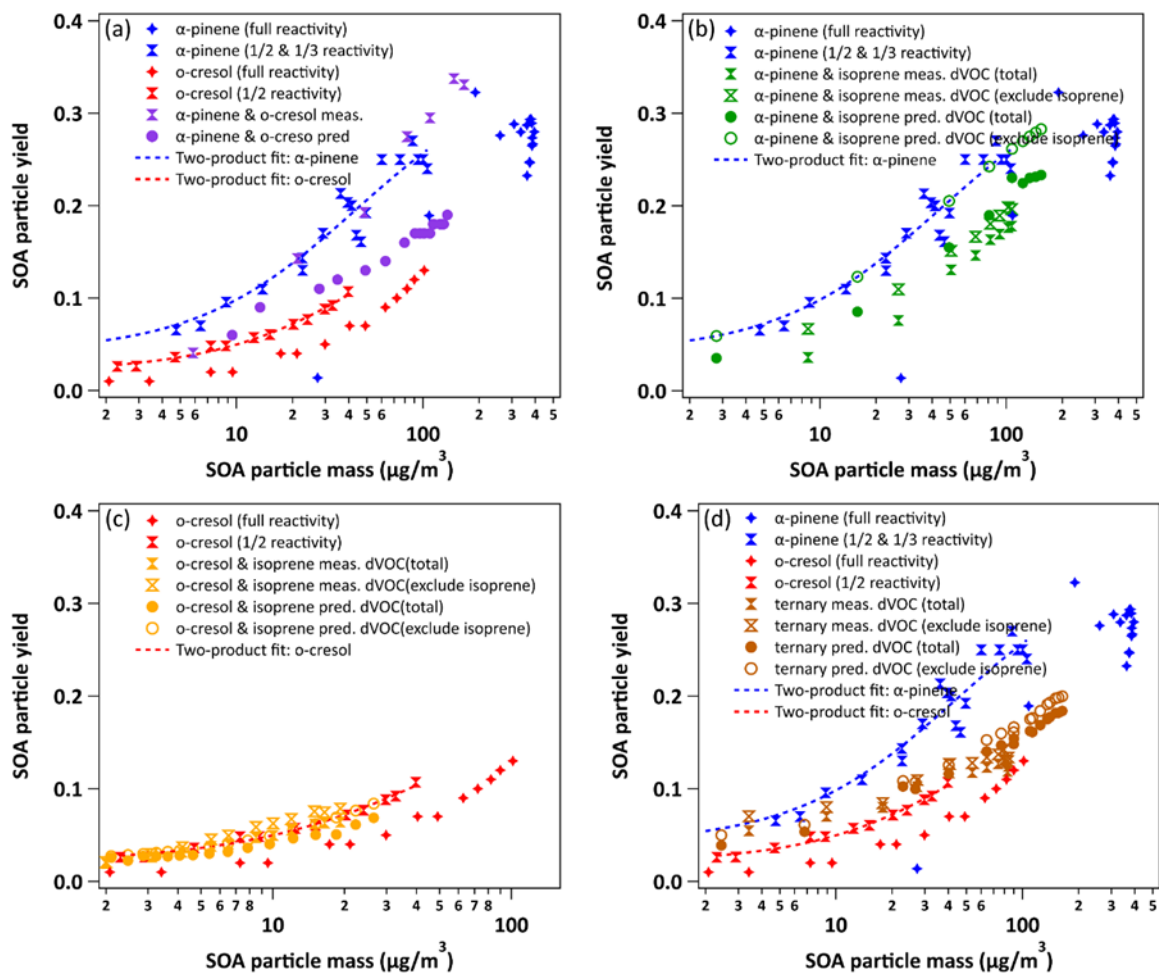 (a)
α-pinene (full reactivity)
α-pinene (1/2 & 1/3 reactivity)
o-cresol (full reactivity)
o-cresol (1/2 reactivity)
α-pinene & o-cresol meas.
α-pinene & o-creso pred
Two-product fit: α-pinene
Two-product fit: o-cresol
0.4
0.3
0.2
0.1
0.0
SOA particle yield
2 3 4 5 6 10 2 3 4 5 6 100 2 3 4 5
SOA particle mass (μg/m³)
(b)
α-pinene (full reactivity)
α-pinene (1/2 & 1/3 reactivity)
α-pinene & isoprene meas. dVOC (total)
α-pinene & isoprene meas. dVOC (exclude isoprene)
α-pinene & isoprene pred. dVOC (total)
α-pinene & isoprene pred. dVOC (exclude isoprene)
Two-product fit: α-pinene
0.4
0.3
0.2
0.1
0.0
SOA particle yield
2 3 4 5 6 10 2 3 4 5 6 100 2 3 4 5
SOA particle mass (μg/m³)
(c)
o-cresol (full reactivity)
o-cresol (1/2 reactivity)
o-cresol & isoprene meas. dVOC(total)
o-cresol & isoprene meas. dVOC(exclude isoprene)
o-cresol & isoprene pred. dVOC(total)
o-cresol & isoprene pred. dVOC(exclude isoprene)
Two-product fit: o-cresol
0.4
0.3
0.2
0.1
0.0
SOA particle yield
2 3 4 5 6 7 8 10 2 3 4 5 6 7 8 100
SOA particle mass (μg/m³)
(d)
α-pinene (full reactivity)
α-pinene (1/2 & 1/3 reactivity)
o-cresol (full reactivity)
o-cresol (1/2 reactivity)
ternary meas. dVOC (total)
ternary meas. dVOC (exclude isoprene)
ternary pred. dVOC (total)
ternary pred. dVOC (exclude isoprene)
Two-product fit: α-pinene
Two-product fit: o-cresol
0.4
0.3
0.2
0.1
0.0
SOA particle yield
2 3 4 5 6 10 2 3 4 5 6 100 2 3 4 5
SOA particle mass (μg/m³)